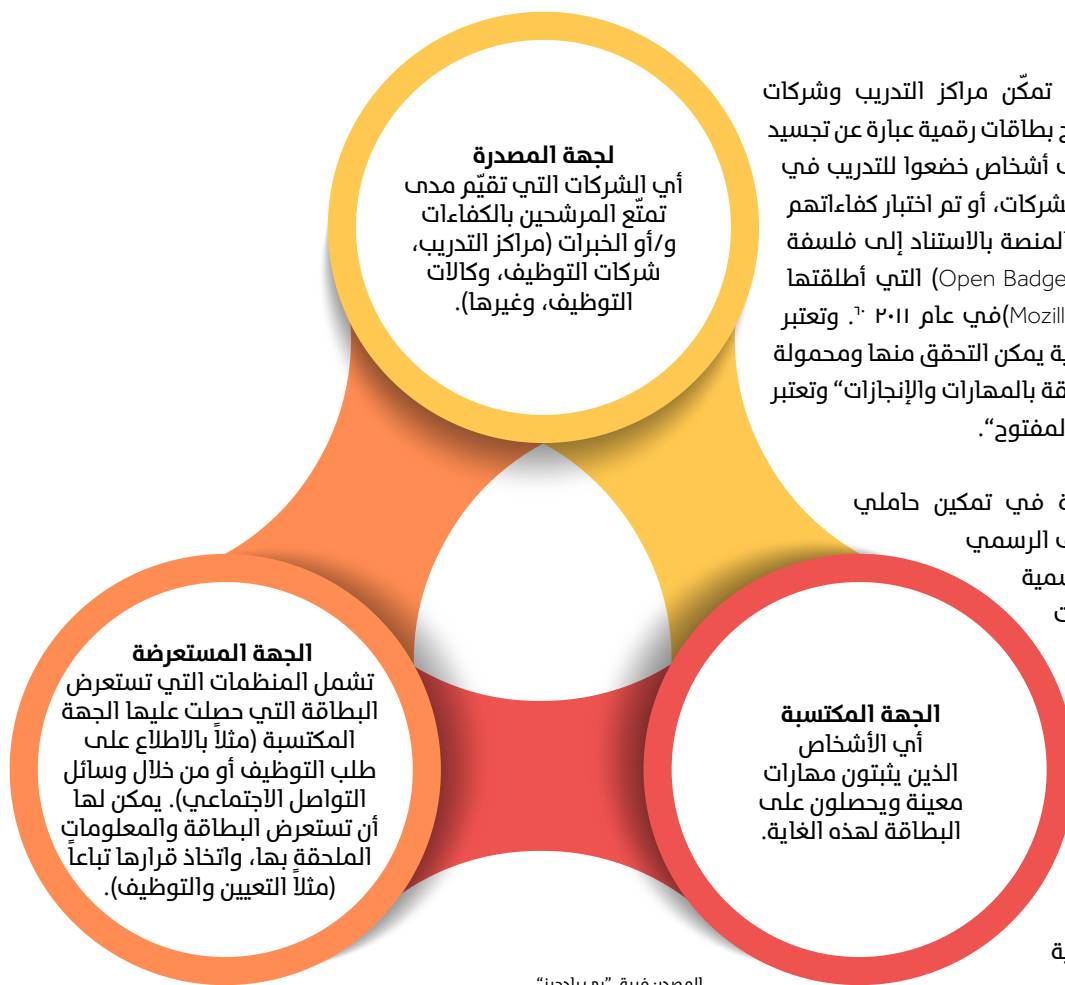 لجهة المصدرة
أي الشركات التي تقيّم مدى
تمتّع المرشحين بالكفاءات
و/أو الخبرات (مراكز التدريب،
شركات التوظيف، وكالات
التوظيف، وغيرها).
تمكّن مراكز التدريب وشركات
ح بطاقات رقمية عبارة عن تجسيد
أشخاص خضعوا للتدريب في
شركات، أو تم اختبار كفاءاتهم
لمنصة بالاستناد إلى فلسفة
Open Badge) التي أطلقتها
Mozill)في عام ٢٠١١ ٦٠. وتعتبر
ية يمكن التحقق منها ومحمولة
قة بالمهارات والإنجازات“ وتعتبر
لمفتوح“.
ة في تمكين حاملي
الرسمي
سمية
ت
الجهة المستعرضة
تشمل المنظمات التي تستعرض
البطاقة التي حصلت عليها الجهة
المكتسبة (مثلاً بالاطلاع على
طلب التوظيف أو من خلال وسائل
التواصل الاجتماعي). يمكن لها
أن تستعرض البطاقة والمعلومات
الملحقة بها، واتخاذ قرارها تباعاً
(مثلاً التعيين والتوظيف).
الجهة المكتسبة
أي الأشخاص
الذين يثبتون مهارات
معينة ويحصلون على
البطاقة لهذه الغاية.
ية